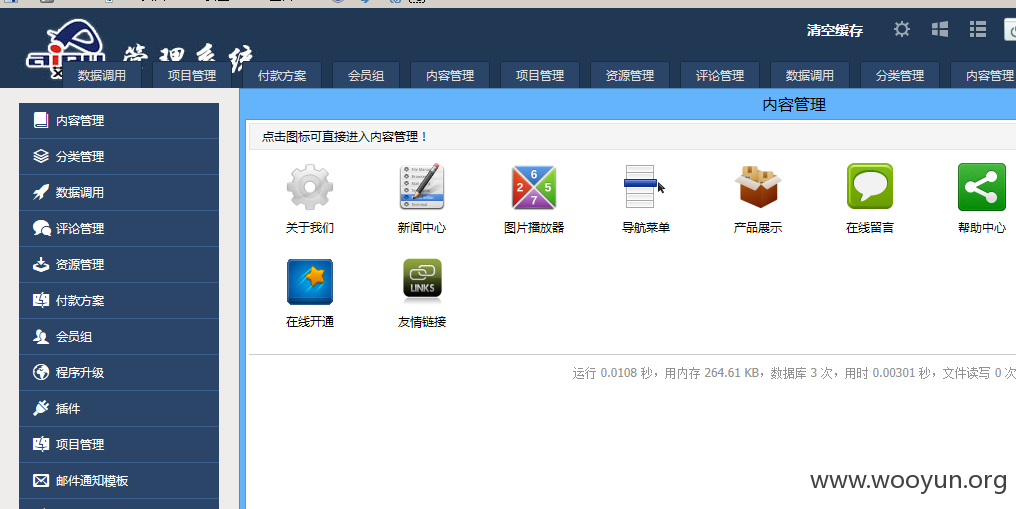 清空缓存
管理系统
数据调用 项目管理 付款方案 会员组 内容管理 项目管理 资源管理 评论管理 数据调用 分类管理 内容管理
内容管理
分类管理
数据调用
评论管理
资源管理
付款方案
会员组
程序升级
插件
项目管理
邮件通知模板
内容管理
点击图标可直接进入内容管理！
关于我们 新闻中心 图片播放器 导航菜单 产品展示 在线留言 帮助中心
LINKS
在线开通 友情链接
运行 0.0108 秒，用内存 264.61 KB，数据库 3 次，用时 0.00301 秒，文件读写 0 次
www.wooyun.org